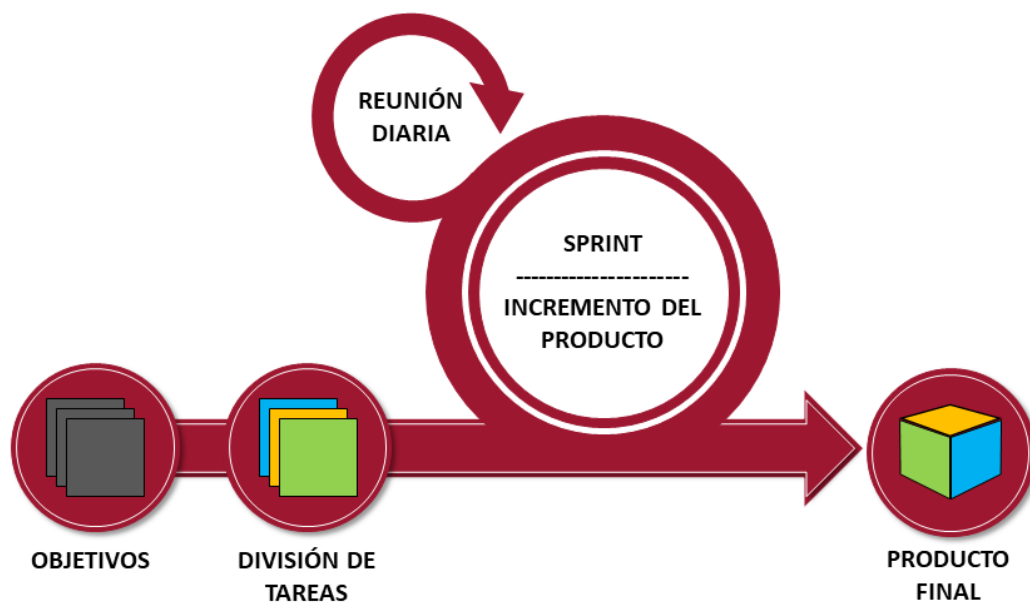 REUNIÓN
DIARIA
SPRINT
-----------------------
INCREMENTO DEL
PRODUCTO
OBJETIVOS
DIVISIÓN DE
TAREAS
PRODUCTO
FINAL